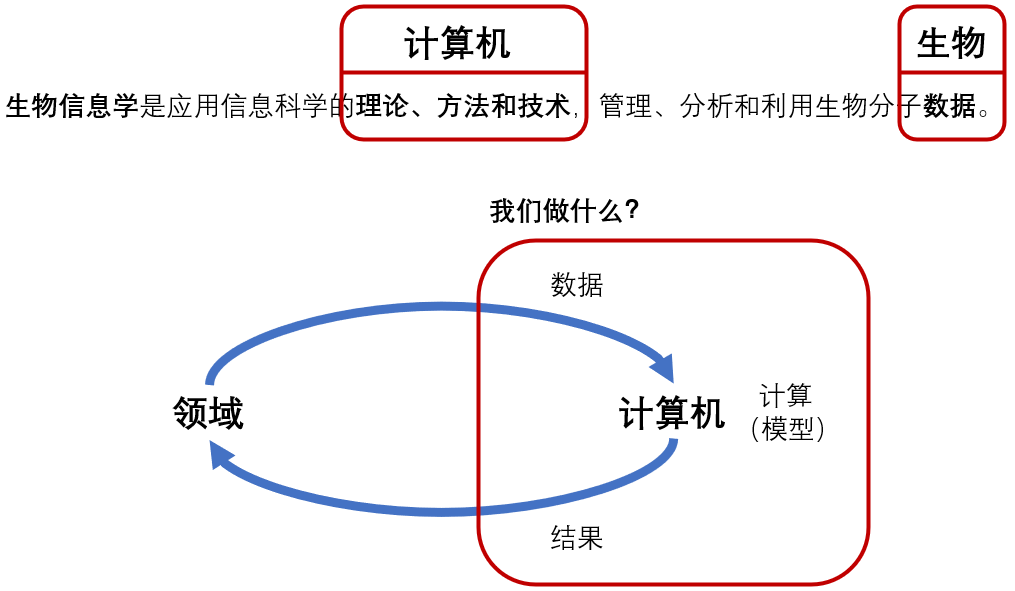 计算机
生物
生物信息学是应用信息科学的理论、方法和技术，管理、分析和利用生物分子数据。
我们做什么？
数据
领域
计算机
计算
（模型）
结果